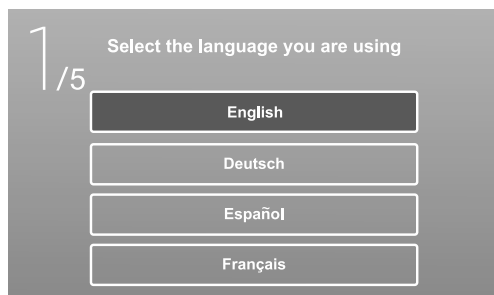 1/5
Select the language you are using
English
Deutsch
Español
Français